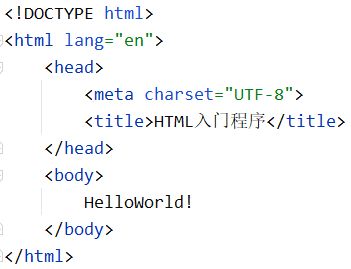 <!DOCTYPE html>
<html lang="en">
    <head>
        <meta charset="UTF-8">
        <title>HTML入门程序</title>
    </head>
    <body>
        HelloWorld!
    </body>
</html>